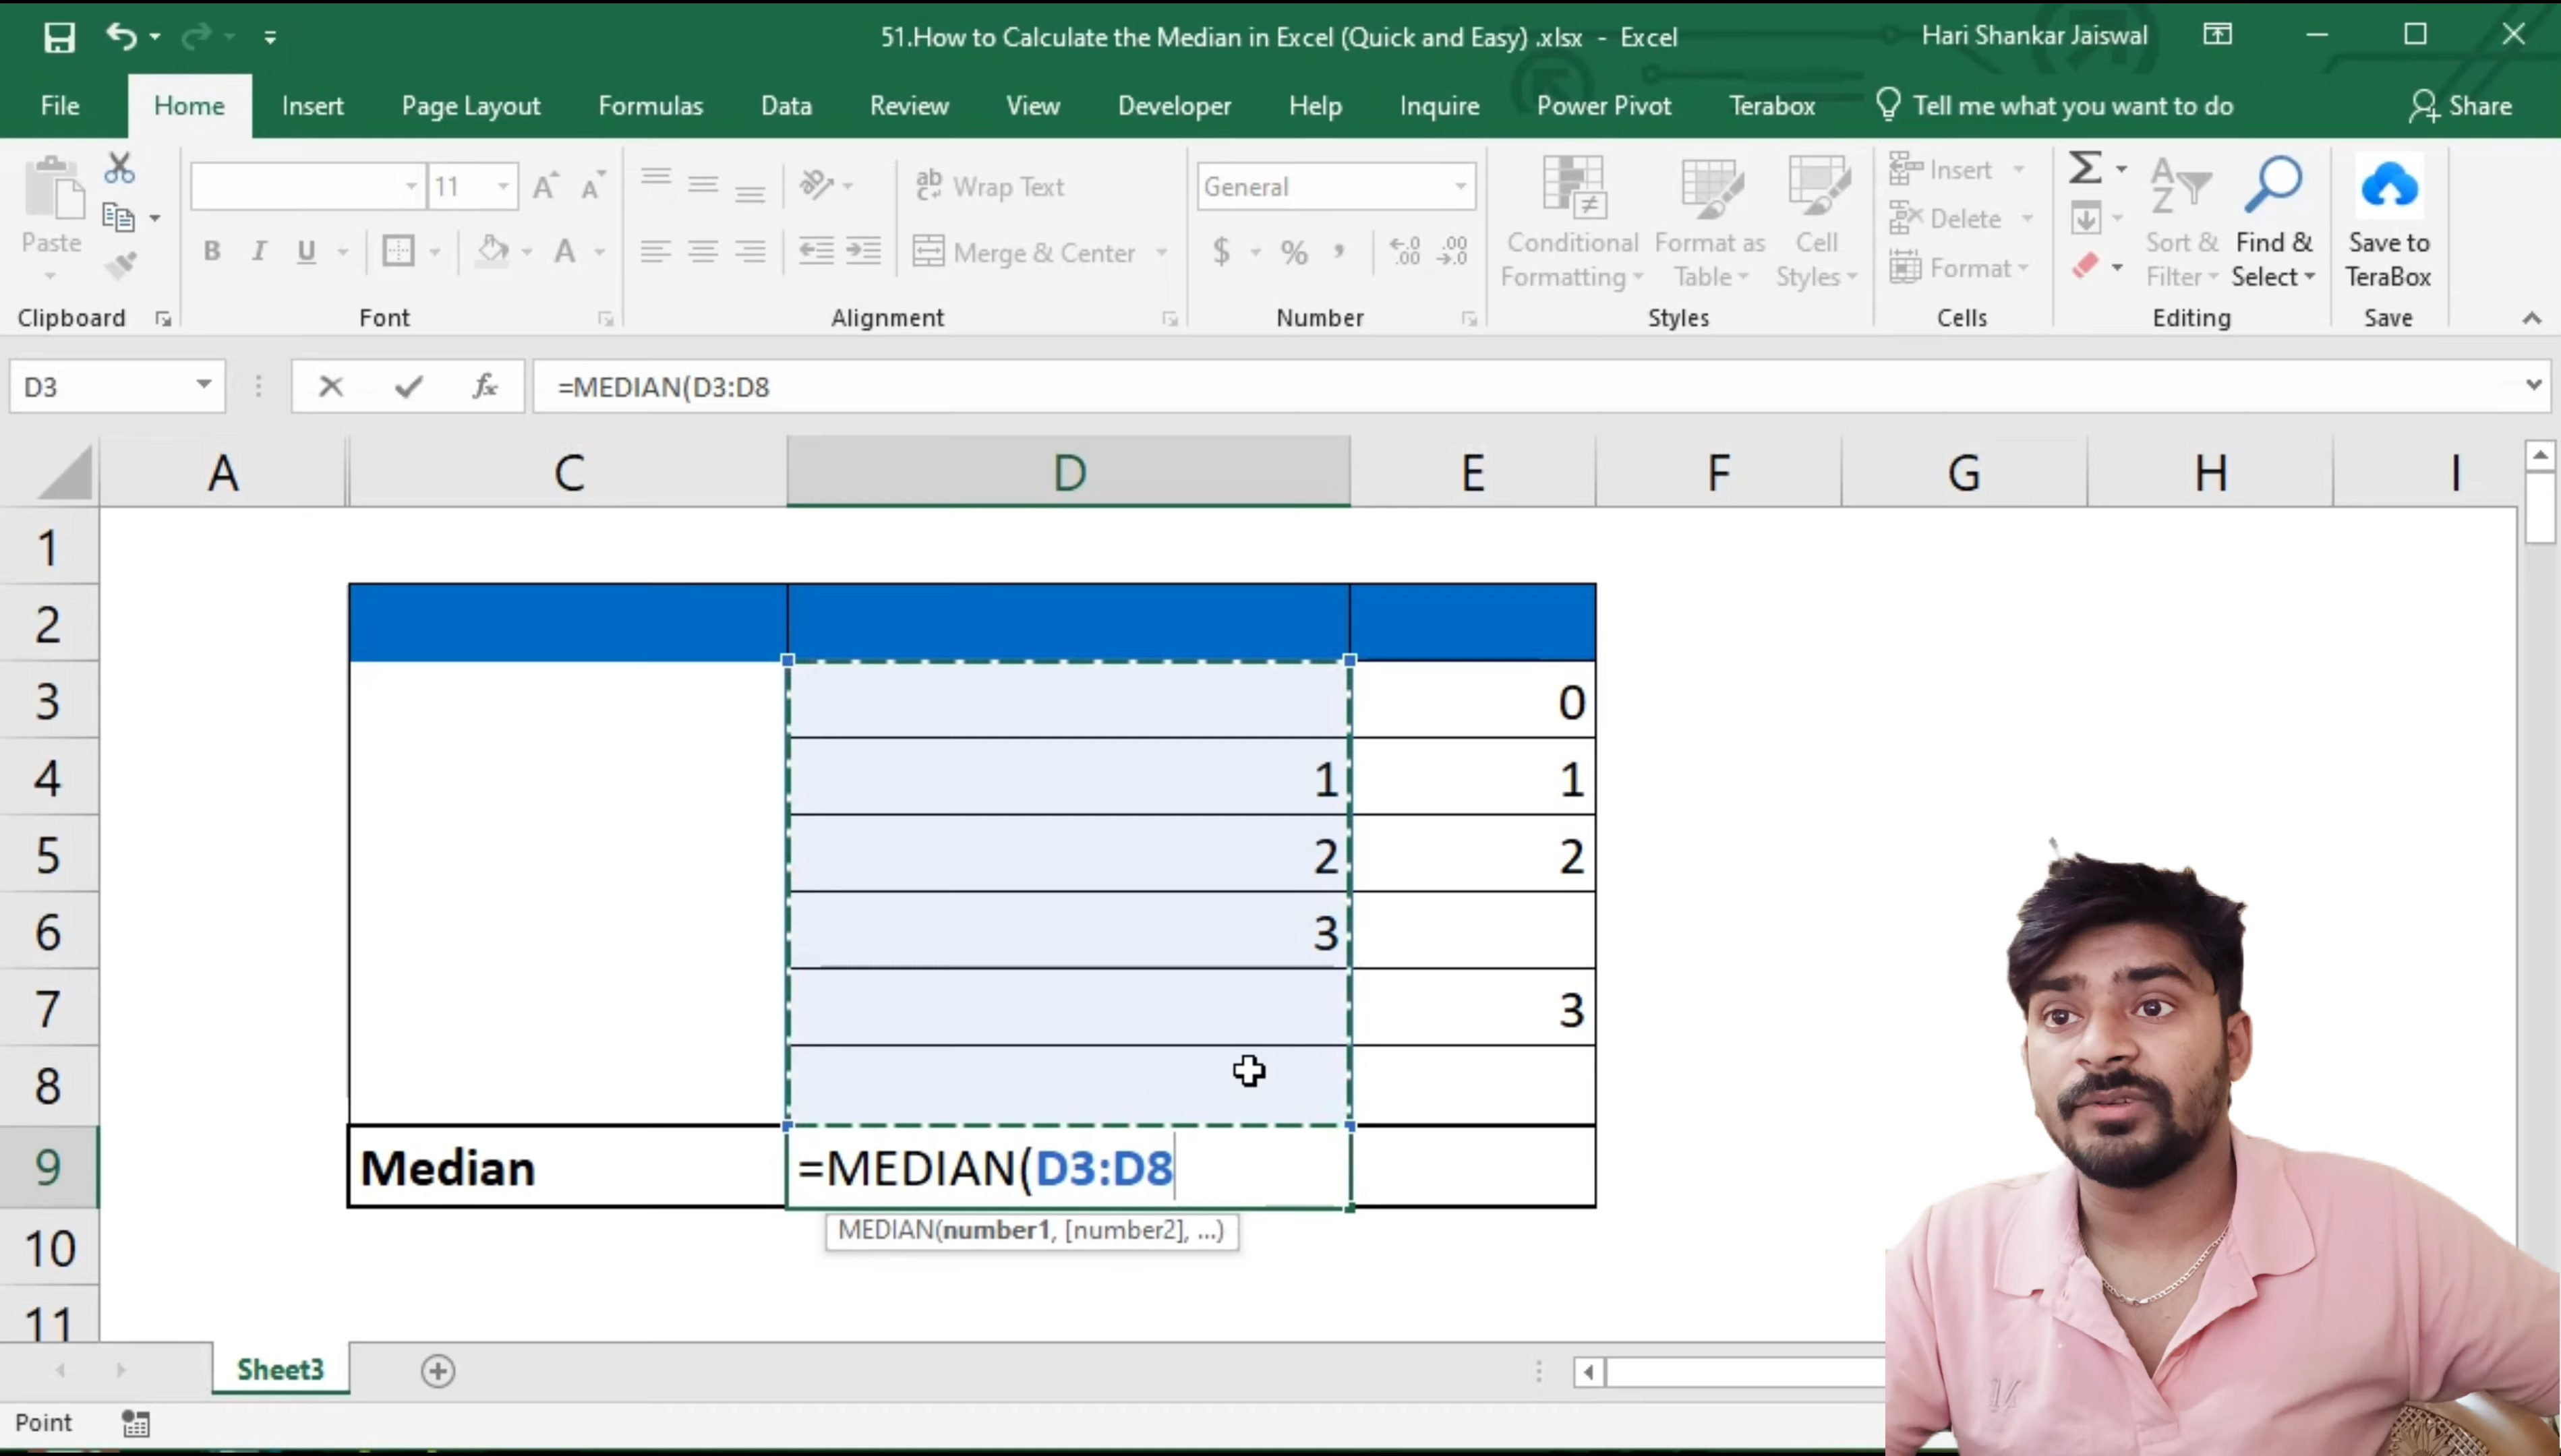 51.How to Calculate the Median in Excel (Quick and Easy) .xlsx - Excel
Hari Shankar Jaiswal
File Home Insert Page Layout Formulas Data Review View Developer Help Inquire Power Pivot Terabox Tell me what you want to do Share
Paste
Clipboard
11
B I U A
Font
Wrap Text
Merge & Center
Alignment
General
$ % ,
Number
Conditional Formatting
Format as Table
Cell Styles
Styles
Insert
Delete
Format
Cells
Sort & Filter
Find & Select
Editing
Save to TeraBox
Save
D3 fx =MEDIAN(D3:D8
A C D E F G H I
1
2
3 0
4 1 1
5 2 2
6 3
7 3
8
9 Median =MEDIAN(D3:D8
MEDIAN(number1, [number2], ...)
10
11
Sheet3
Point